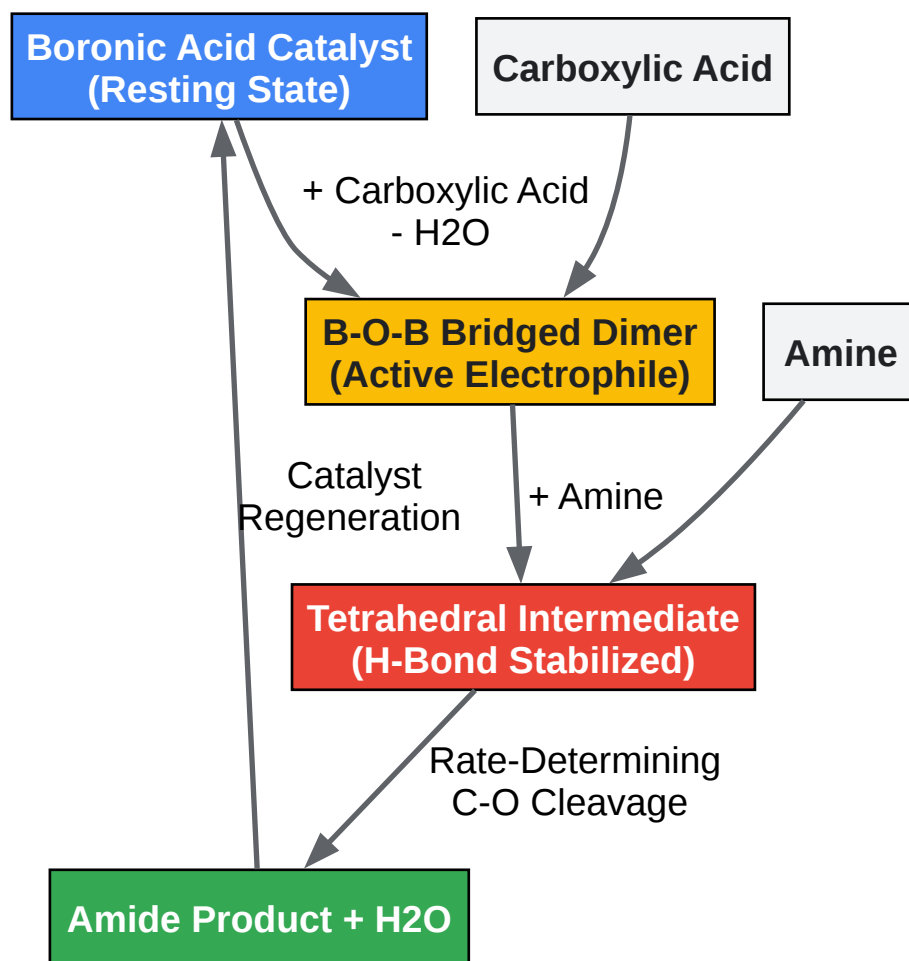 Boronic Acid Catalyst
(Resting State)
Carboxylic Acid
+ Carboxylic Acid
- H2O
B-O-B Bridged Dimer
(Active Electrophile)
Amine
Catalyst
Regeneration
+ Amine
Tetrahedral Intermediate
(H-Bond Stabilized)
Rate-Determining
C-O Cleavage
Amide Product + H2O